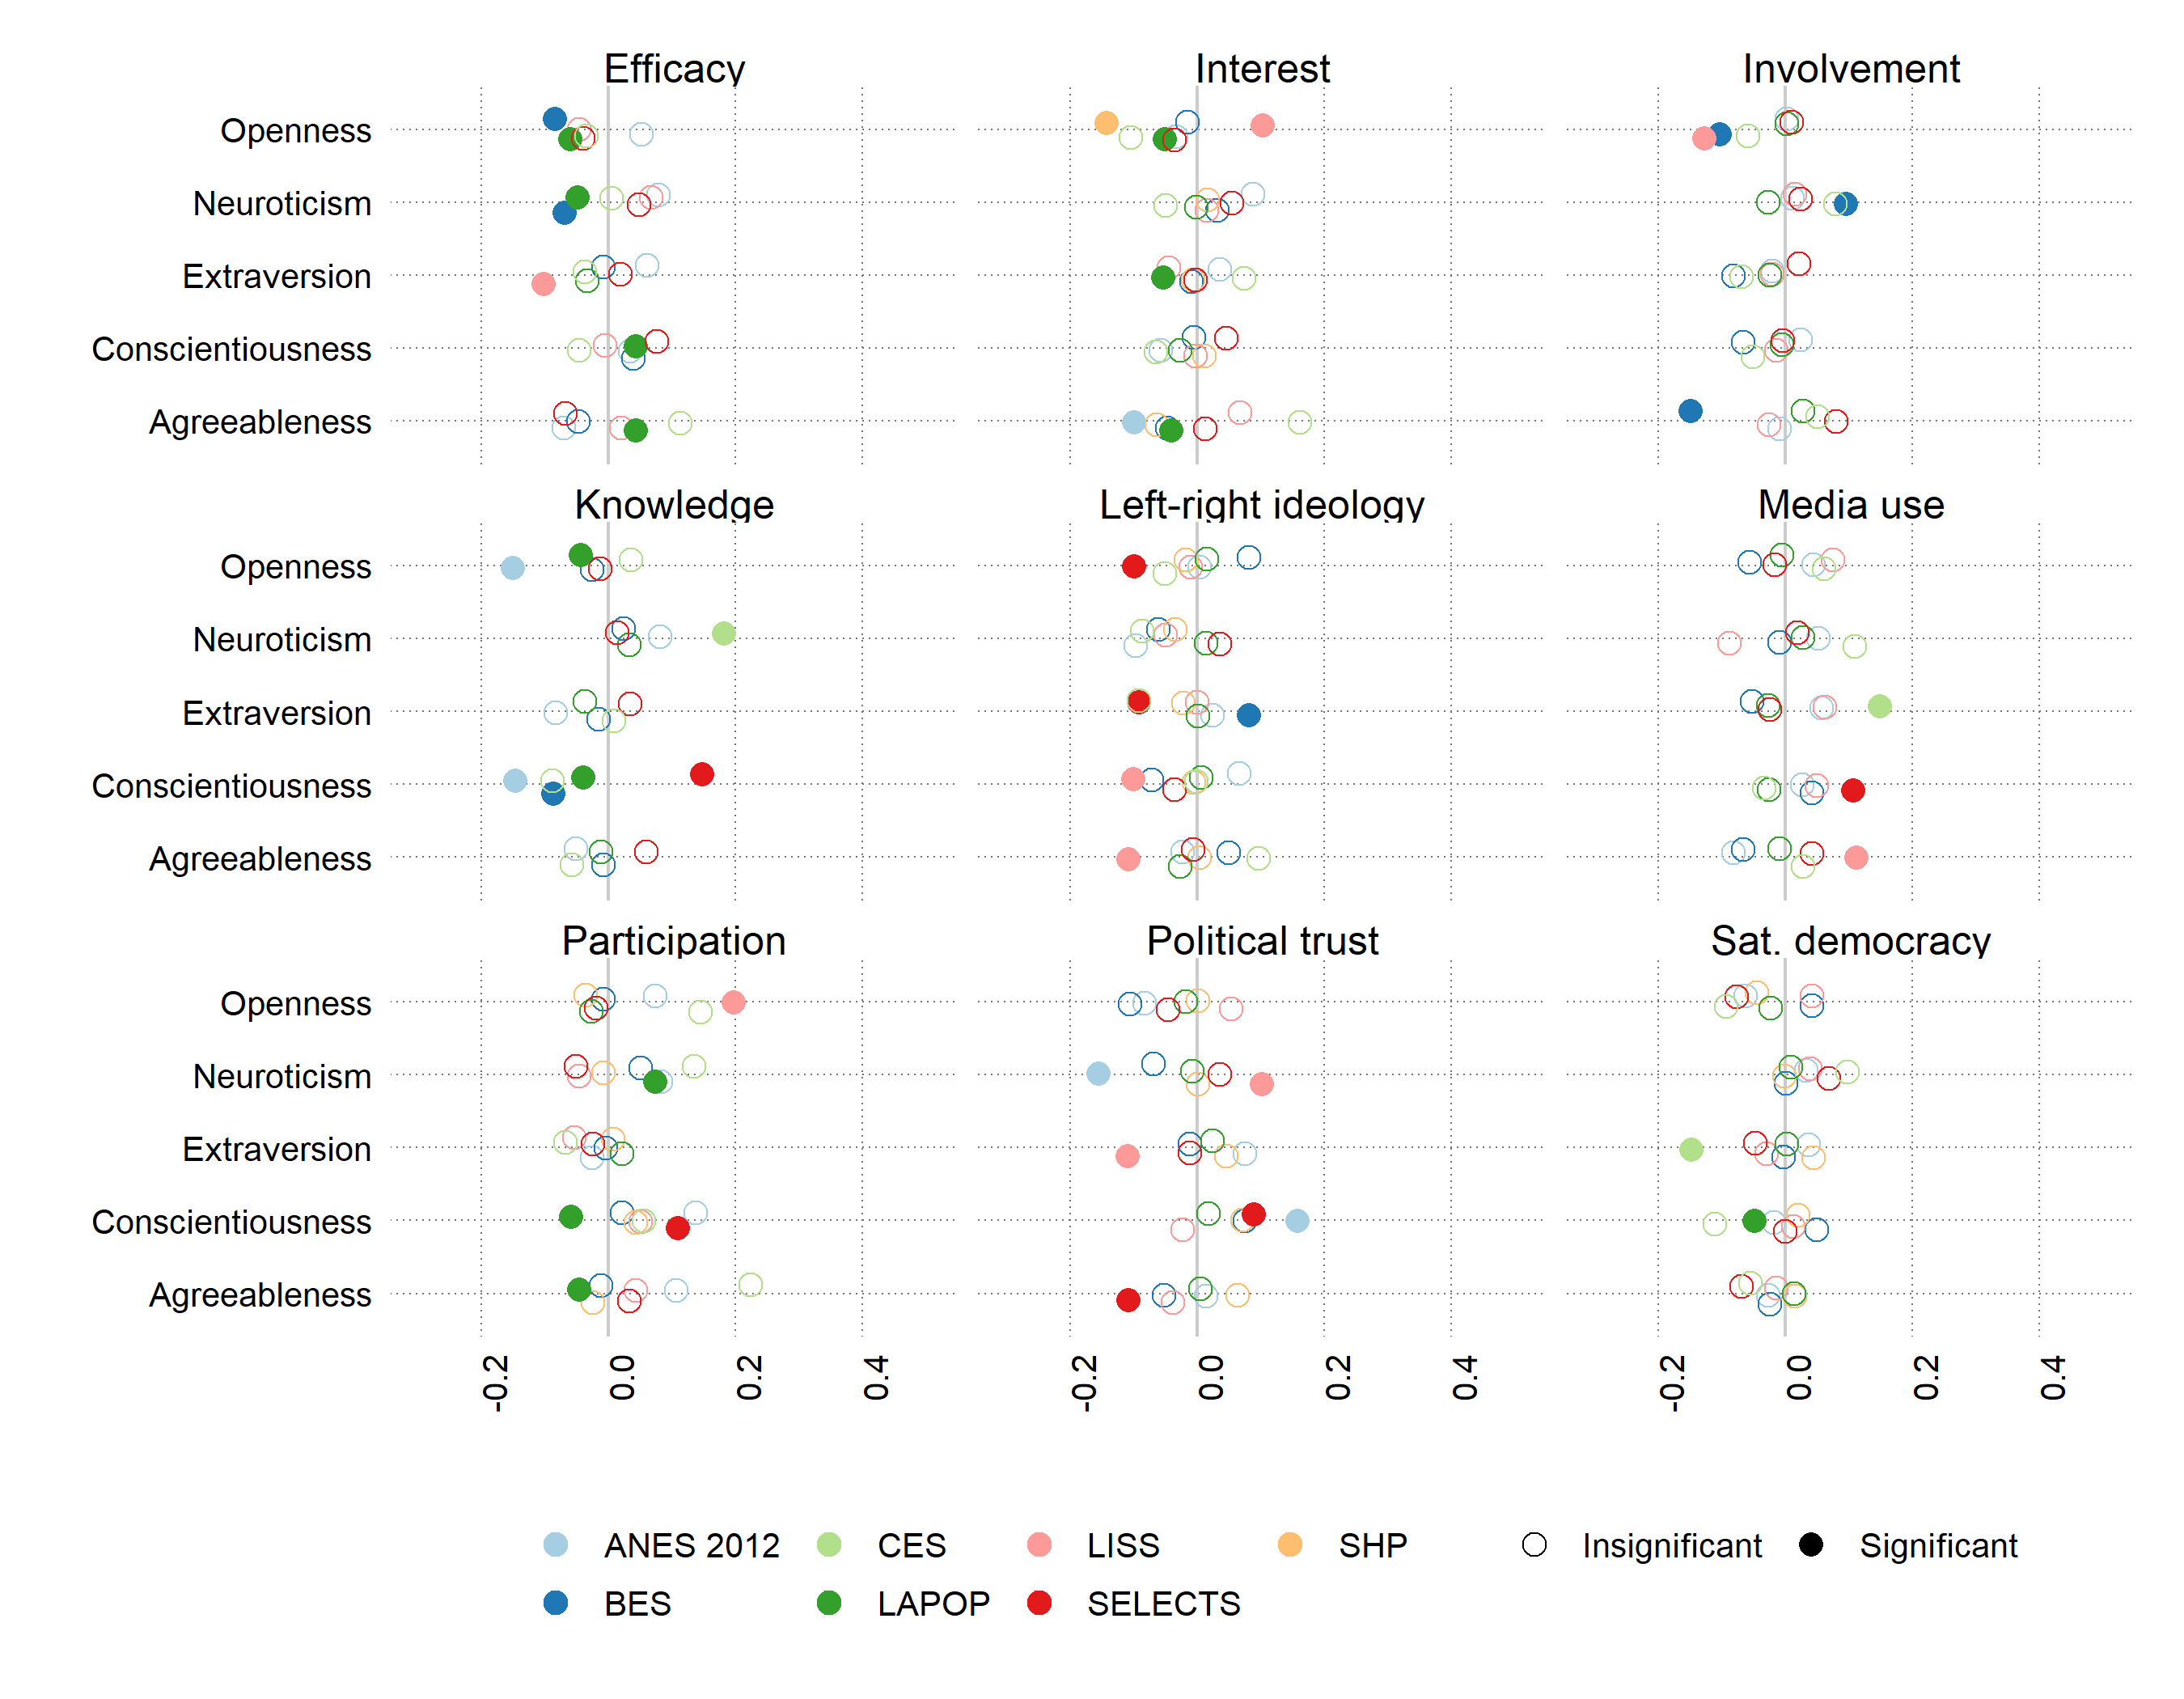 Efficacy Interest Involvement
Openness
Neuroticism
Extraversion
Conscientiousness
Agreeableness
Knowledge Left-right ideology Media use
Openness
Neuroticism
Extraversion
Conscientiousness
Agreeableness
Participation Political trust Sat. democracy
Openness
Neuroticism
Extraversion
Conscientiousness
Agreeableness
-0.2 0.0 0.2 0.4 -0.2 0.0 0.2 0.4 -0.2 0.0 0.2 0.4
ANES 2012 CES LISS SHP Insignificant Significant
BES LAPOP SELECTS